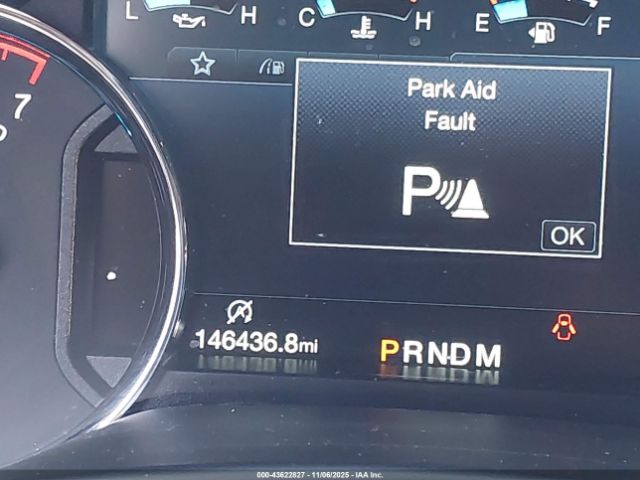 L H C H E F
7
Park Aid
Fault
P
OK
146436.8mi
PRNDM
000-43622827 - 11/06/2025 - IAA Inc.